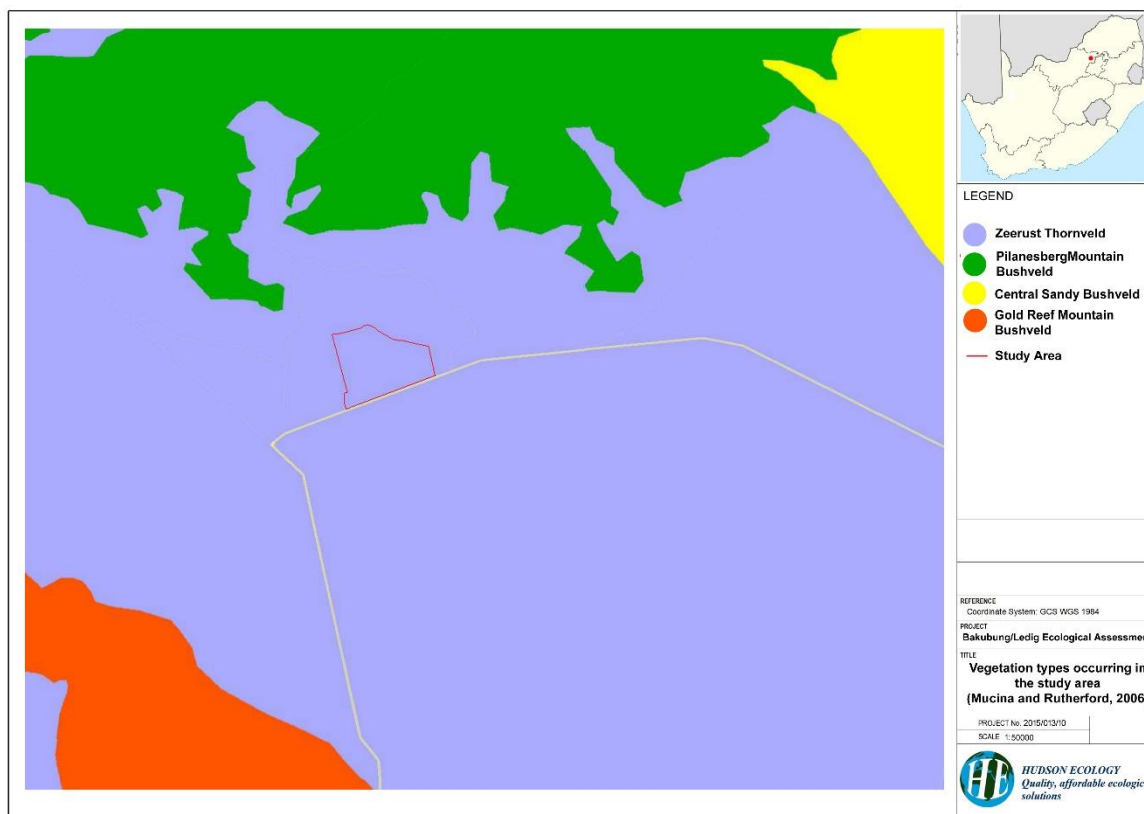 LEGEND
Zeerust Thornveld
PilanesbergMountain
Bushveld
Central Sandy Bushveld
Gold Reef Mountain
Bushveld
Study Area
REFERENCE
Coordinate System: GCS WGS 1984
PROJECT
Bakubung/Ledig Ecological Assessmen
TITLE
Vegetation types occurring in
the study area
(Mucina and Rutherford, 2006
PROJECT No. 2015/013/10
SCALE 1:50000
HE
HUDSON ECOLOGY
Quality, affordable ecologic
solutions